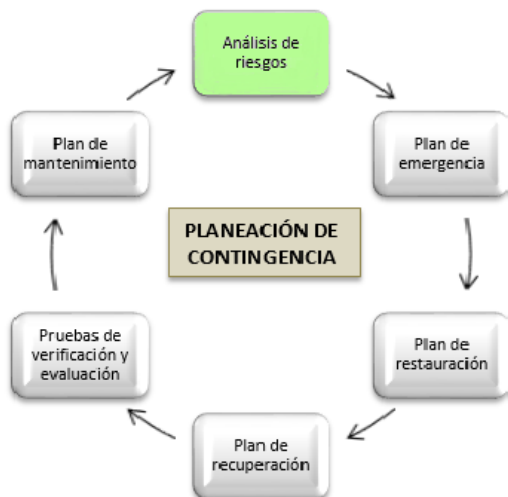 Análisis de
riesgos
Plan de
emergencia
Plan de
restauración
Plan de
recuperación
Pruebas de
verificación y
evaluación
Plan de
mantenimiento
PLANEACIÓN DE
CONTINGENCIA